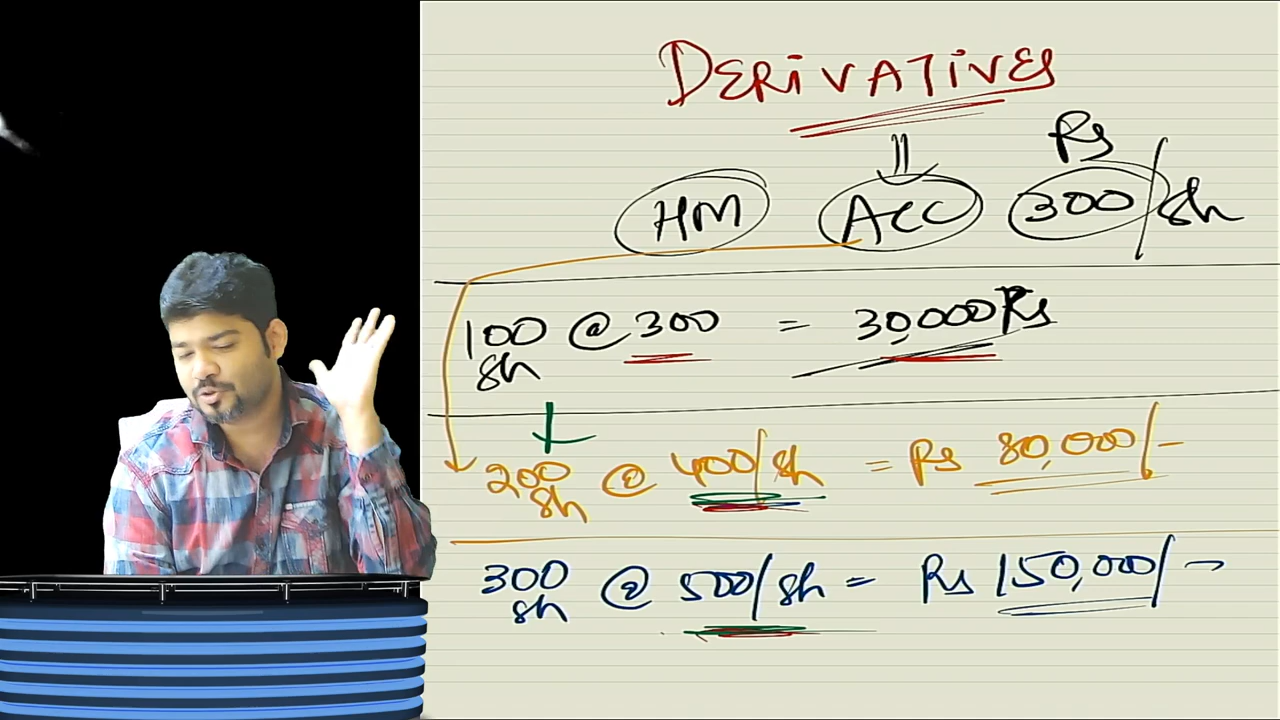 DERIVATIVES
HM ACC Rs 300/sh
100 sh @ 300 = 30,000 Rs
200 sh @ 400/sh = Rs 80,000/-
300 sh @ 500/sh = Rs 150,000/-